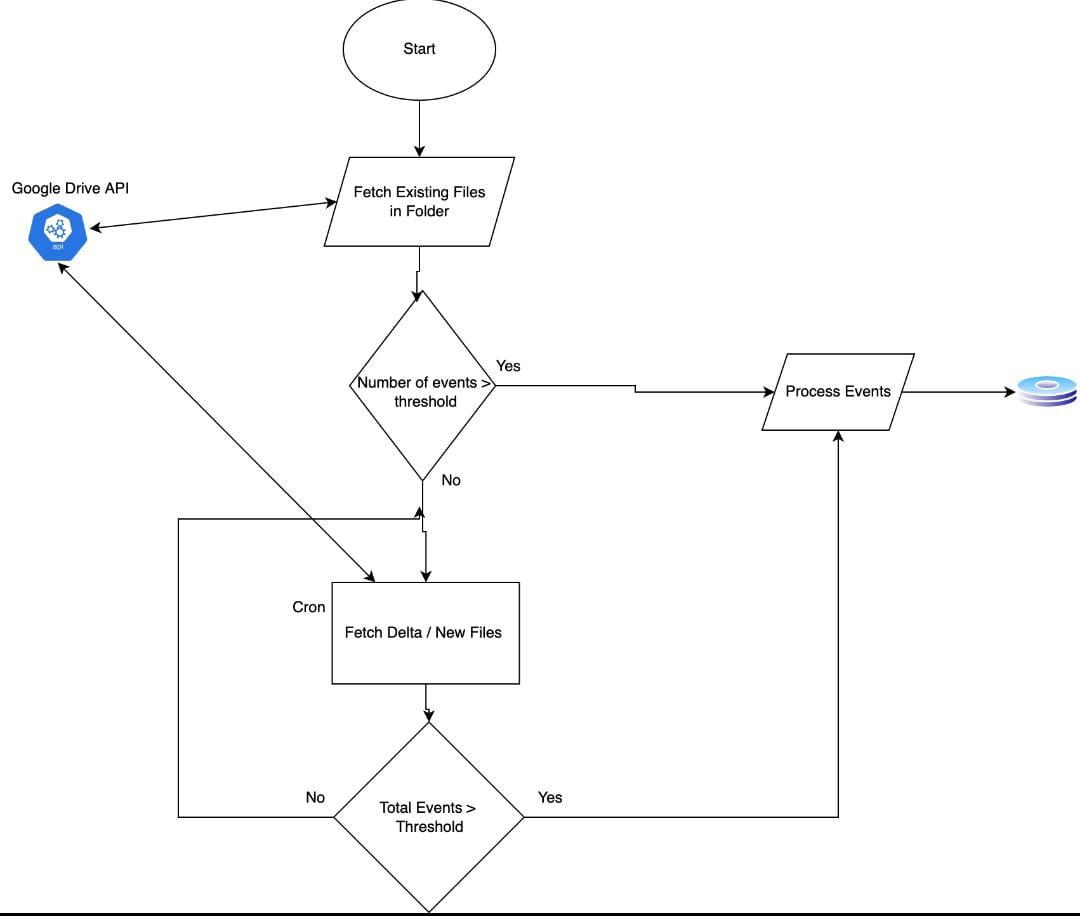 Start
Google Drive API
api
Fetch Existing Files
in Folder
Number of events >
threshold
Yes
Process Events
No
Cron
Fetch Delta / New Files
No
Total Events >
Threshold
Yes